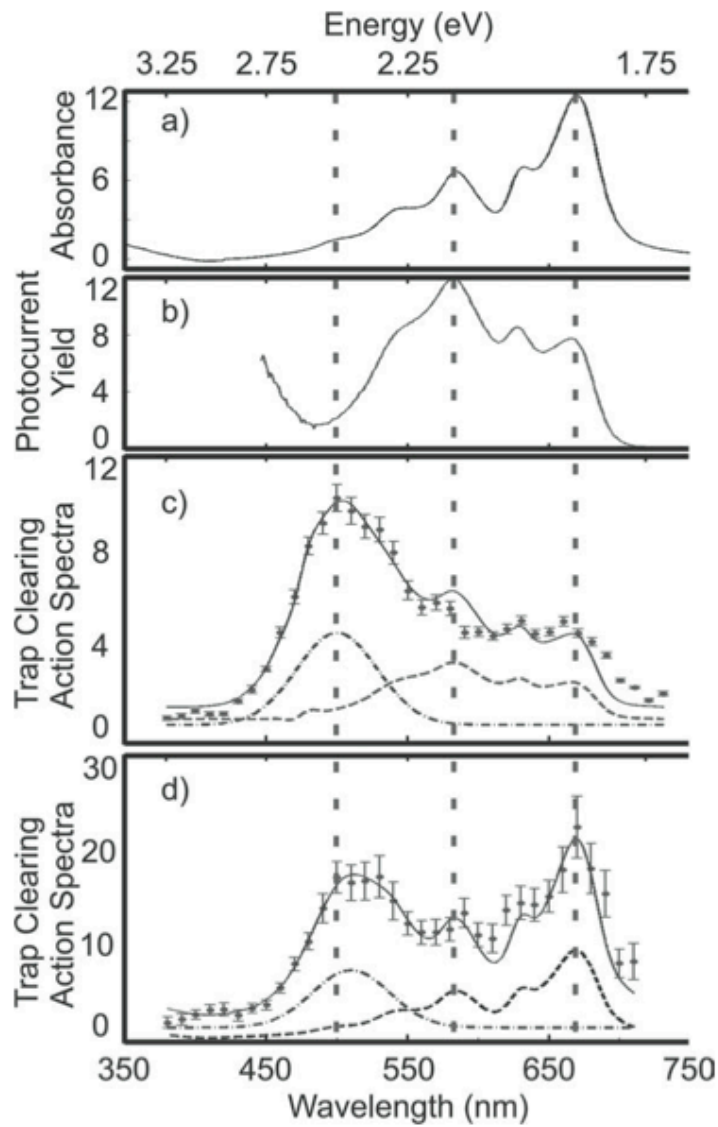 Energy (eV)
3.25 2.75 2.25 1.75
12
6
0
Absorbance
a)
12
8
4
0
Photocurrent
Yield
b)
12
8
4
0
Trap Clearing
Action Spectra
c)
30
20
10
0
Trap Clearing
Action Spectra
d)
350 450 550 650 750
Wavelength (nm)